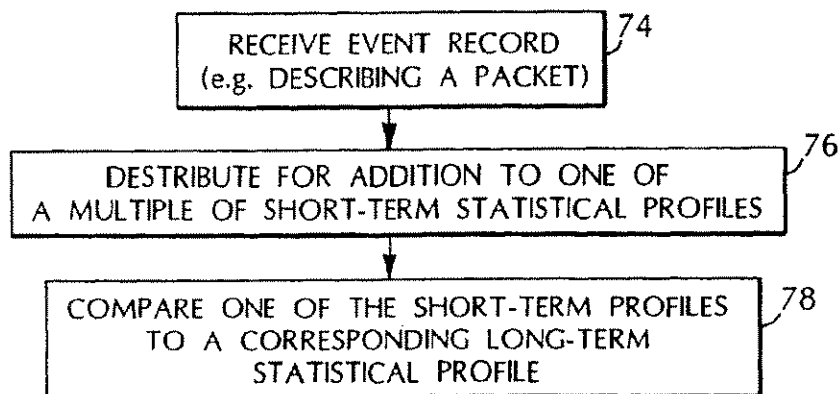 RECEIVE EVENT RECORD
(e.g. DESCRIBING A PACKET)
74
DESTRIBUTE FOR ADDITION TO ONE OF
A MULTIPLE OF SHORT-TERM STATISTICAL PROFILES
76
COMPARE ONE OF THE SHORT-TERM PROFILES
TO A CORRESPONDING LONG-TERM
STATISTICAL PROFILE
78